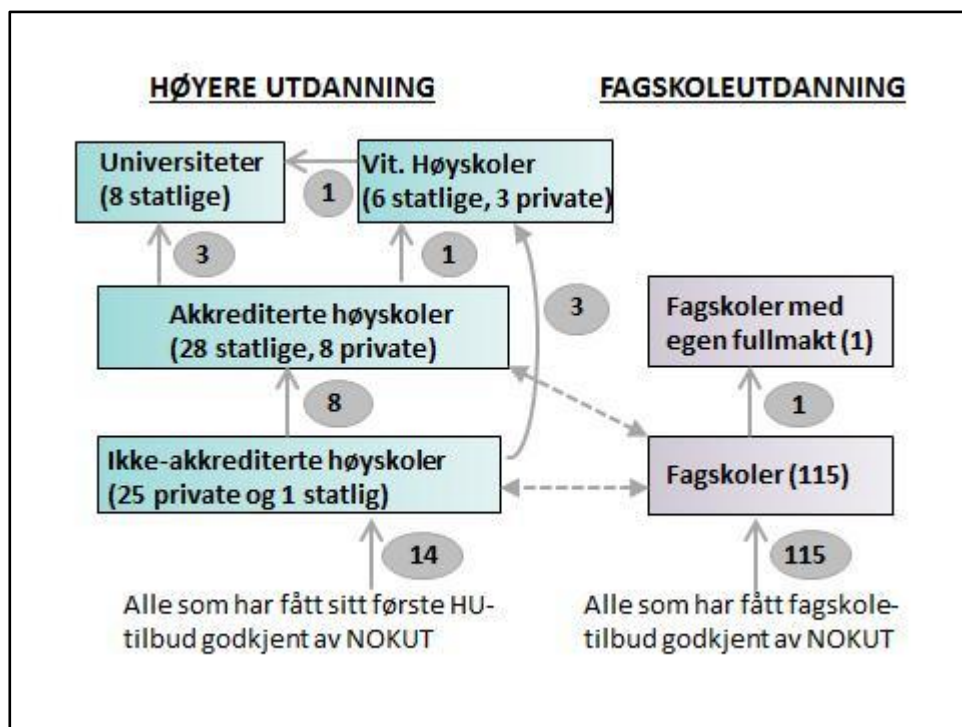 HØYERE UTDANNING
FAGSKOLEUTDANNING
Universiteter
(8 statlige)
Vit. Høyskoler
(6 statlige, 3 private)
1
3
1
Akkrediterte høyskoler
(28 statlige, 8 private)
3
Fagskoler med
egen fullmakt (1)
8
1
Ikke-akkrediterte høyskoler
(25 private og 1 statlig)
Fagskoler (115)
14
115
Alle som har fått sitt første HU-
tilbud godkjent av NOKUT
Alle som har fått fagskole-
tilbud godkjent av NOKUT